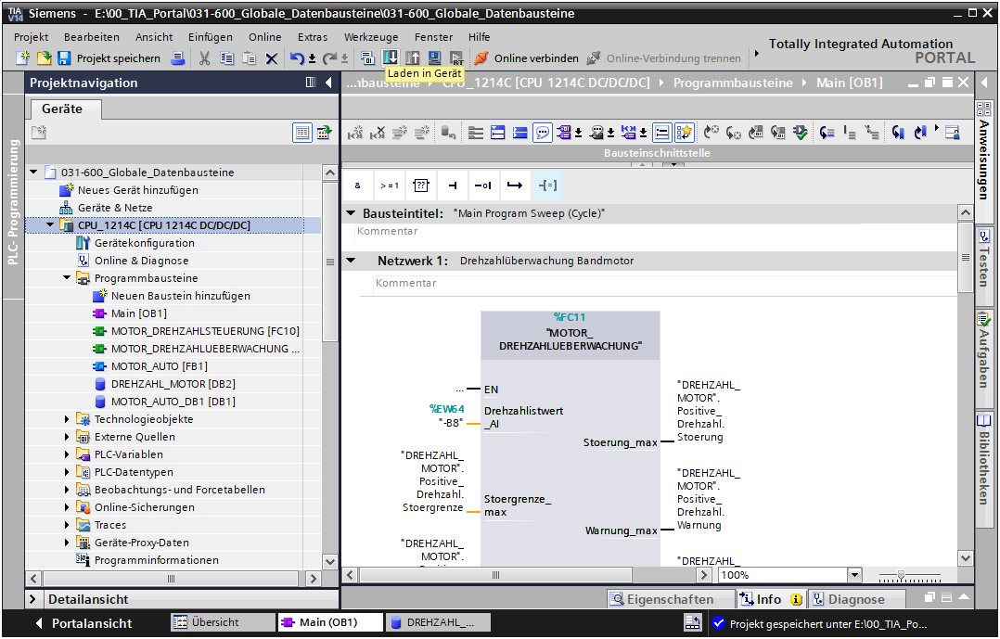 TIA V14 Siemens - E:\00_TIA_Portal\031-600_Globale_Datenbausteine\031-600_Globale_Datenbausteine
Projekt Bearbeiten Ansicht Einfügen Online Extras Werkzeuge Fenster Hilfe
Totally Integrated Automation
PORTAL
Projekt speichern Online verbinden Online-Verbindung trennen
Laden in Gerät
Projektnavigation
...nbausteine CPU_1214C [CPU 1214C DC/DC/DC] Programmbausteine Main [OB1]
Geräte
PLC- Programmierung
031-600_Globale_Datenbausteine
Neues Gerät hinzufügen
Geräte & Netze
CPU_1214C [CPU 1214C DC/DC/DC]
Gerätekonfiguration
Online & Diagnose
Programmbausteine
Neuen Baustein hinzufügen
Main [OB1]
MOTOR_DREHZAHLSTEUERUNG [FC10]
MOTOR_DREHZAHLUEBERWACHUNG ...
MOTOR_AUTO [FB1]
DREHZAHL_MOTOR [DB2]
MOTOR_AUTO_DB1 [DB1]
Technologieobjekte
Externe Quellen
PLC-Variablen
PLC-Datentypen
Beobachtungs- und Forcetabellen
Online-Sicherungen
Traces
Geräte-Proxy-Daten
Programminformationen
Detailansicht
Bausteinschnittstelle
& >=1 ??
Bausteintitel: "Main Program Sweep (Cycle)"
Kommentar
Netzwerk 1: Drehzahlüberwachung Bandmotor
Kommentar
%FC11
"MOTOR_
DREHZAHLUEBERWACHUNG"
... EN
%EW64
"-B8"
DrehzahlIstwert
_AI
"DREHZAHL_
MOTOR".
Positive_
Drehzahl.
Stoergrenze
Stoergrenze_
max
"DREHZAHL_
MOTOR".
Stoerung_max
"DREHZAHL_
MOTOR".
Positive_
Drehzahl.
Stoerung
Warnung_max
"DREHZAHL_
MOTOR".
Positive_
Drehzahl.
Warnung
"DREHZAHL_
100%
Anweisungen
Testen
Aufgaben
Bibliotheken
Eigenschaften Info Diagnose
Portalansicht Übersicht Main (OB1) DREHZAHL_... Projekt gespeichert unter E:\00_TIA_Po...